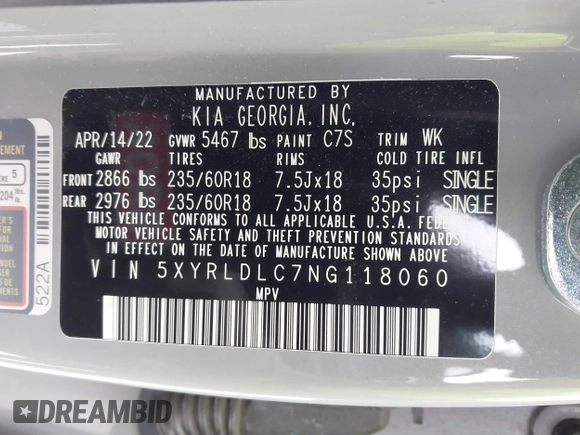 MANUFACTURED BY
KIA GEORGIA, INC.
APR/14/22 GVWR 5467 lbs PAINT C7S TRIM WK
GAWR TIRES RIMS COLD TIRE INFL
FRONT 2866 lbs 235/60R18 7.5Jx18 35psi SINGLE
REAR 2976 lbs 235/60R18 7.5Jx18 35psi SINGLE
THIS VEHICLE CONFORMS TO ALL APPLICABLE U.S.A. FEDE
MOTOR VEHICLE SAFETY AND THEFT PREVENTION STANDARDS
IN EFFECT ON THE DATE OF MANUFACTURE SHOWN ABOVE.
VIN 5XYRLDLC7NG118060
MPV
5
204 lbs.
522A
DREAMBID